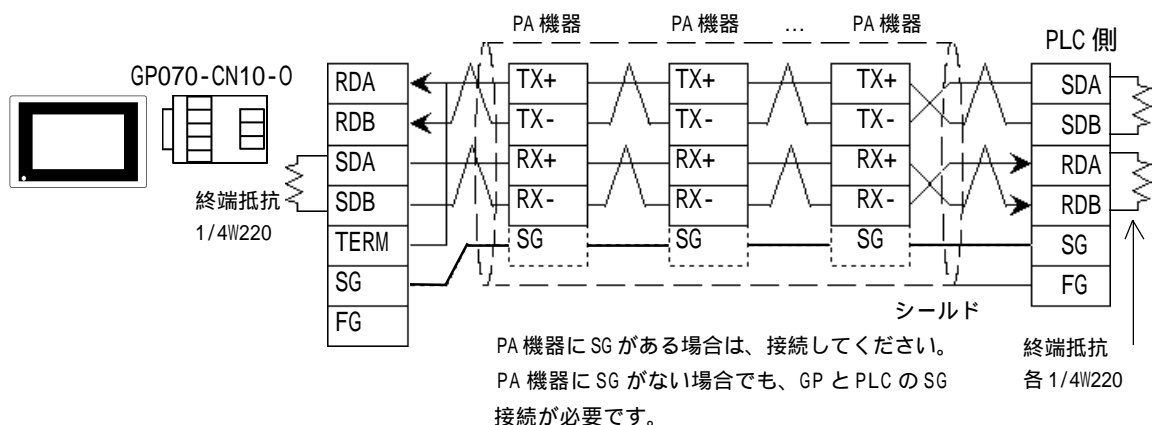 PA 機器 PA 機器 … PA 機器
PLC 側
GP070-CN10-0
RDA
RDB
SDA
SDB
TERM
SG
FG
終端抵抗
1/4W220
TX+
TX-
RX+
RX-
SG
TX+
TX-
RX+
RX-
SG
TX+
TX-
RX+
RX-
SG
SDA
SDB
RDA
RDB
SG
FG
シールド
PA 機器に SG がある場合は、接続してください。
PA 機器に SG がない場合でも、GP と PLC の SG
接続が必要です。
終端抵抗
各 1/4W220